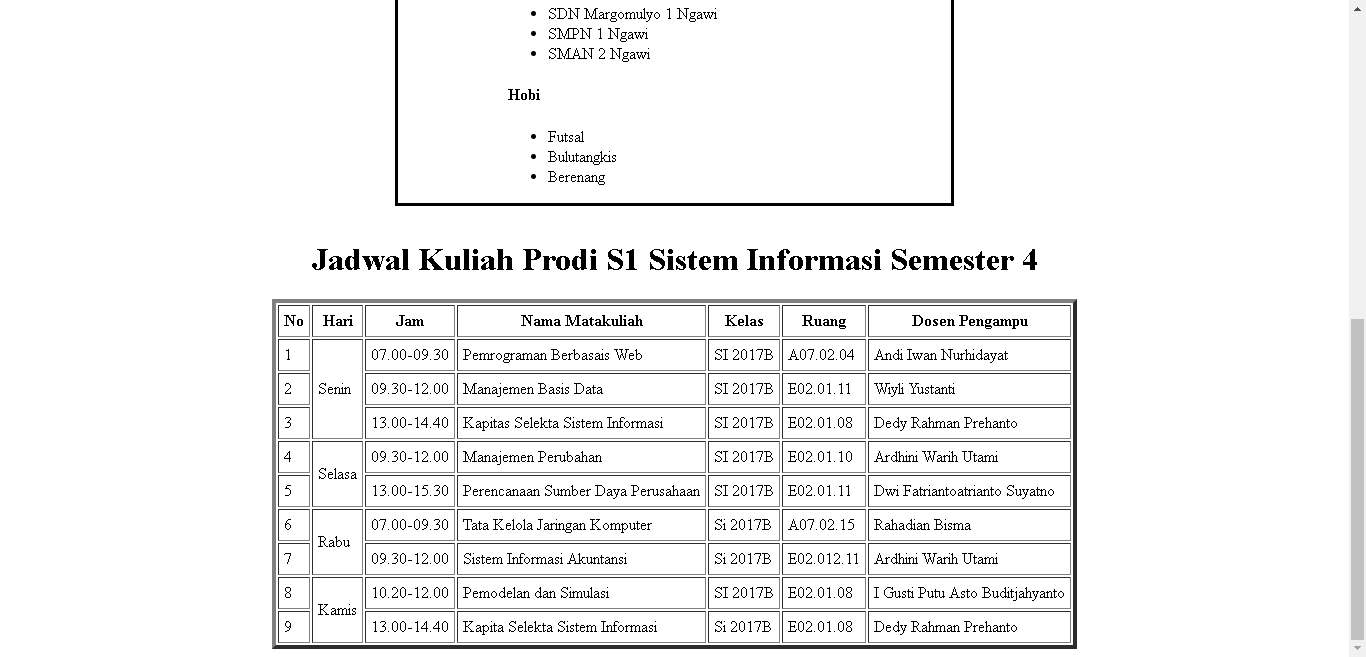 SDN Margomulyo 1 Ngawi
SMPN 1 Ngawi
SMAN 2 Ngawi
Hobi
Futsal
Bulutangkis
Berenang
Jadwal Kuliah Prodi S1 Sistem Informasi Semester 4
No Hari Jam Nama Matakuliah Kelas Ruang Dosen Pengampu
1 Senin 07.00-09.30 Pemrograman Berbasais Web SI 2017B A07.02.04 Andi Iwan Nurhidayat
2 09.30-12.00 Manajemen Basis Data SI 2017B E02.01.11 Wiyli Yustanti
3 13.00-14.40 Kapitas Selekta Sistem Informasi SI 2017B E02.01.08 Dedy Rahman Prehanto
4 Selasa 09.30-12.00 Manajemen Perubahan SI 2017B E02.01.10 Ardhini Warih Utami
5 13.00-15.30 Perencanaan Sumber Daya Perusahaan SI 2017B E02.01.11 Dwi Fatriantoatrianto Suyatno
6 Rabu 07.00-09.30 Tata Kelola Jaringan Komputer Si 2017B A07.02.15 Rahadian Bisma
7 09.30-12.00 Sistem Informasi Akuntansi Si 2017B E02.012.11 Ardhini Warih Utami
8 Kamis 10.20-12.00 Pemodelan dan Simulasi SI 2017B E02.01.08 I Gusti Putu Asto Buditjahyanto
9 13.00-14.40 Kapita Selekta Sistem Informasi Si 2017B E02.01.08 Dedy Rahman Prehanto